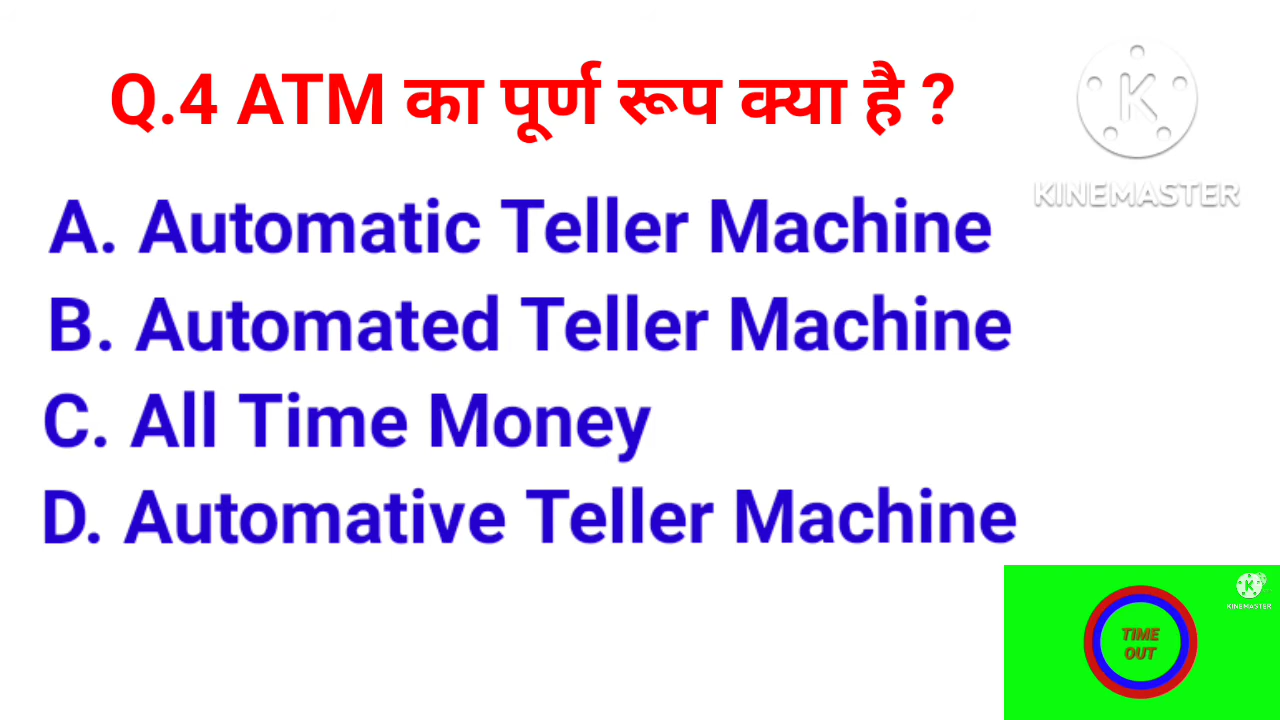 Q.4 ATM का पूर्ण रूप क्या है ?
KINEMASTER
A. Automatic Teller Machine
B. Automated Teller Machine
C. All Time Money
D. Automative Teller Machine
KINEMASTER
TIME
OUT